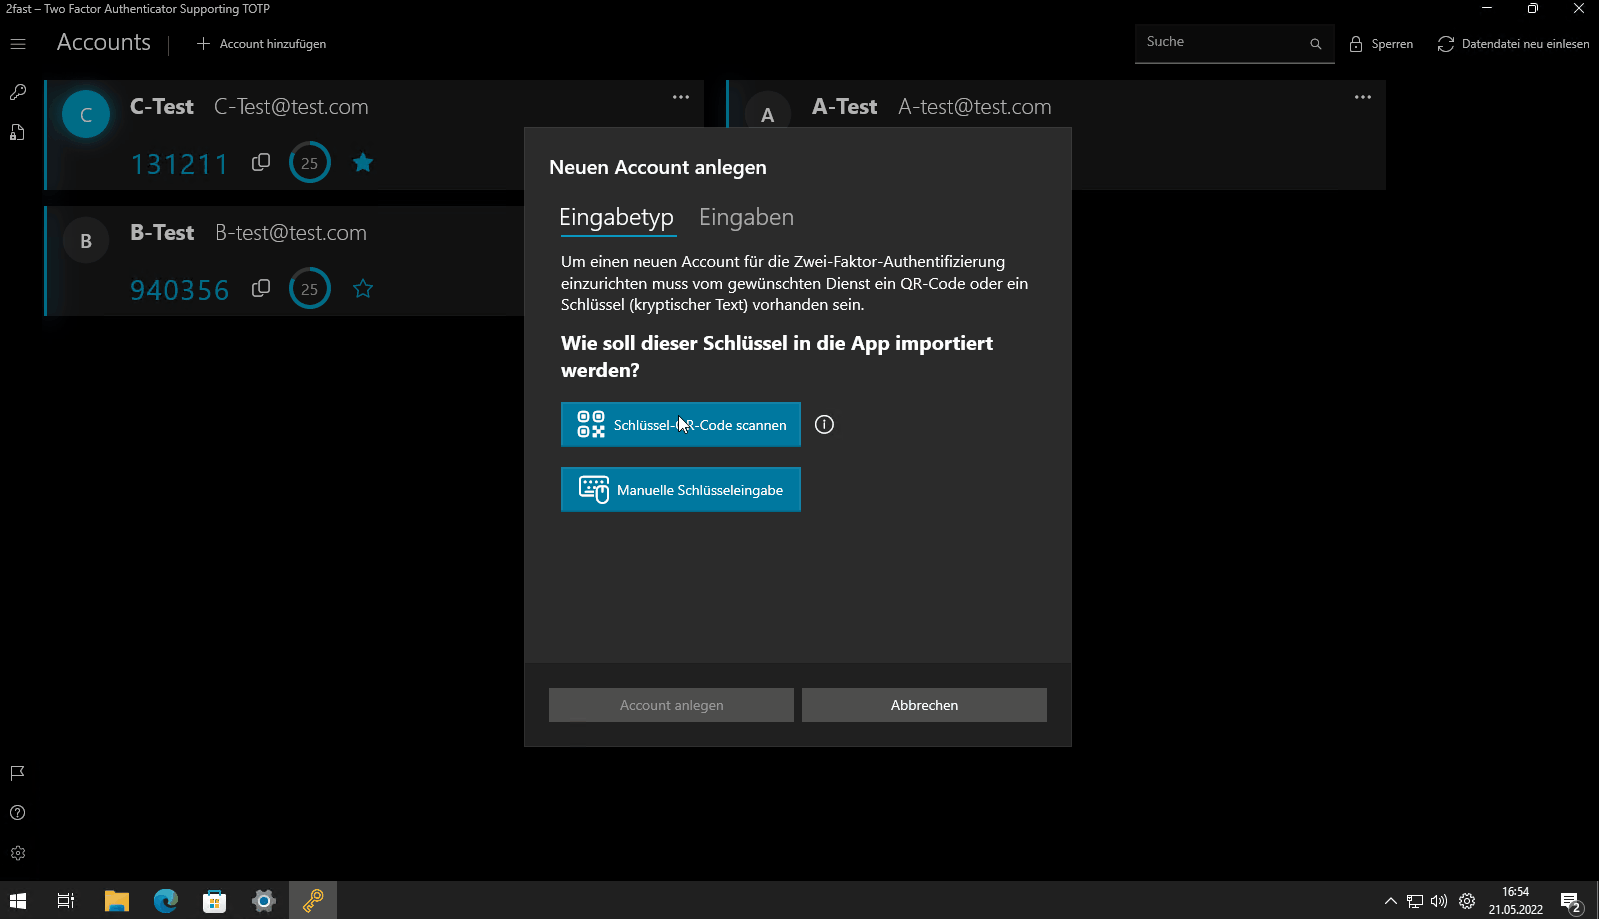 2fast – Two Factor Authenticator Supporting TOTP
Accounts
Account hinzufügen
Suche
Sperren
Datendatei neu einlesen
C
C-Test C-Test@test.com
131211
25
A
A-Test A-test@test.com
B
B-Test B-test@test.com
940356
25
Neuen Account anlegen
Eingabetyp Eingaben
Um einen neuen Account für die Zwei-Faktor-Authentifizierung
einzurichten muss vom gewünschten Dienst ein QR-Code oder ein
Schlüssel (kryptischer Text) vorhanden sein.
Wie soll dieser Schlüssel in die App importiert
werden?
Schlüssel-QR-Code scannen
Manuelle Schlüsseleingabe
Account anlegen
Abbrechen
16:54
21.05.2022
2